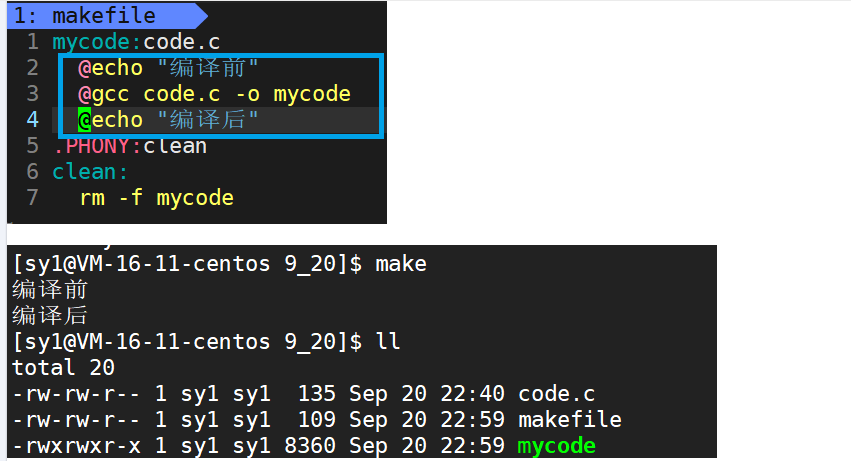 1: makefile
1 mycode:code.c
2 @echo "编译前"
3 @gcc code.c -o mycode
4 @echo "编译后"
5 .PHONY:clean
6 clean:
7 rm -f mycode
[sy1@VM-16-11-centos 9_20]$ make
编译前
编译后
[sy1@VM-16-11-centos 9_20]$ ll
total 20
-rw-rw-r-- 1 sy1 sy1 135 Sep 20 22:40 code.c
-rw-rw-r-- 1 sy1 sy1 109 Sep 20 22:59 makefile
-rwxrwxr-x 1 sy1 sy1 8360 Sep 20 22:59 mycode